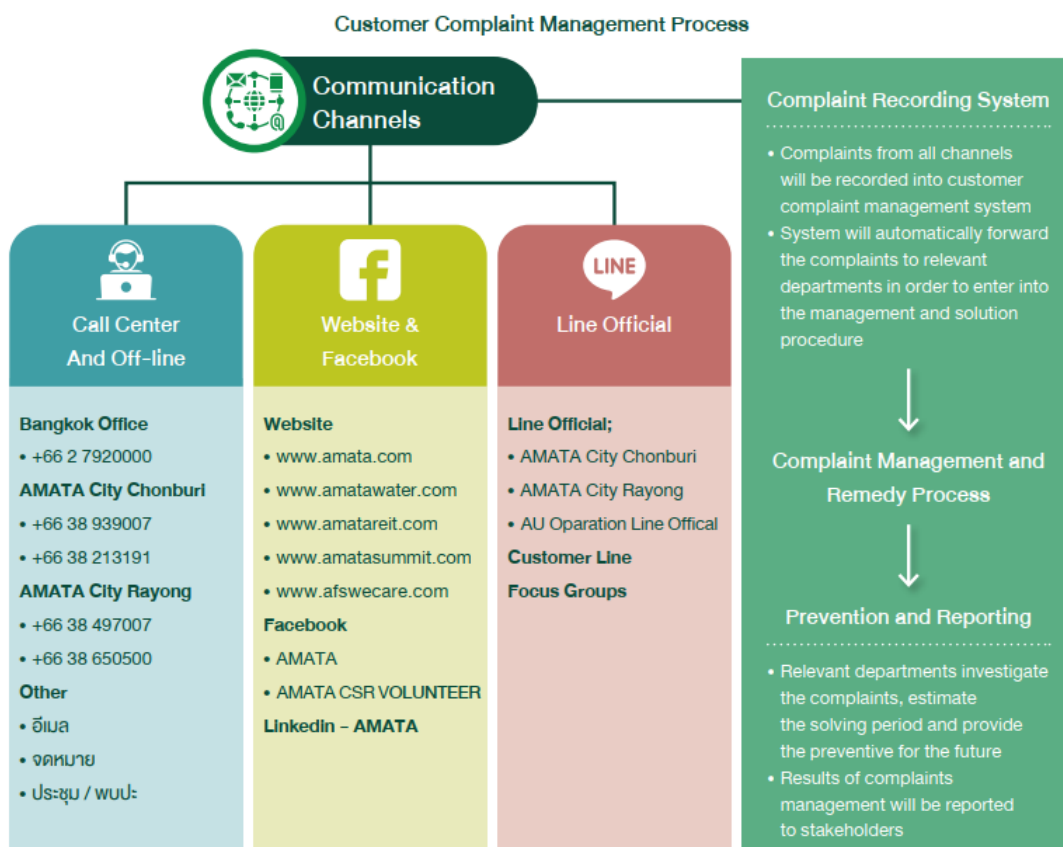 Customer Complaint Management Process
Communication
Channels
Call Center
And Off-line
Bangkok Office
• +66 2 7920000
AMATA City Chonburi
• +66 38 939007
• +66 38 213191
AMATA City Rayong
• +66 38 497007
• +66 38 650500
Other
• อีเมล
• จดหมาย
• ประชุม / พบปะ
Website &
Facebook
Website
• www.amata.com
• www.amatawater.com
• www.amatareit.com
• www.amatasummit.com
• www.afswecare.com
Facebook
• AMATA
• AMATA CSR VOLUNTEER
LinkedIn – AMATA
LINE
Line Official
Line Official;
• AMATA City Chonburi
• AMATA City Rayong
• AU Oparation Line Offical
Customer Line
Focus Groups
Complaint Recording System
• Complaints from all channels
will be recorded into customer
complaint management system
• System will automatically forward
the complaints to relevant
departments in order to enter into
the management and solution
procedure
Complaint Management and
Remedy Process
Prevention and Reporting
• Relevant departments investigate
the complaints, estimate
the solving period and provide
the preventive for the future
• Results of complaints
management will be reported
to stakeholders